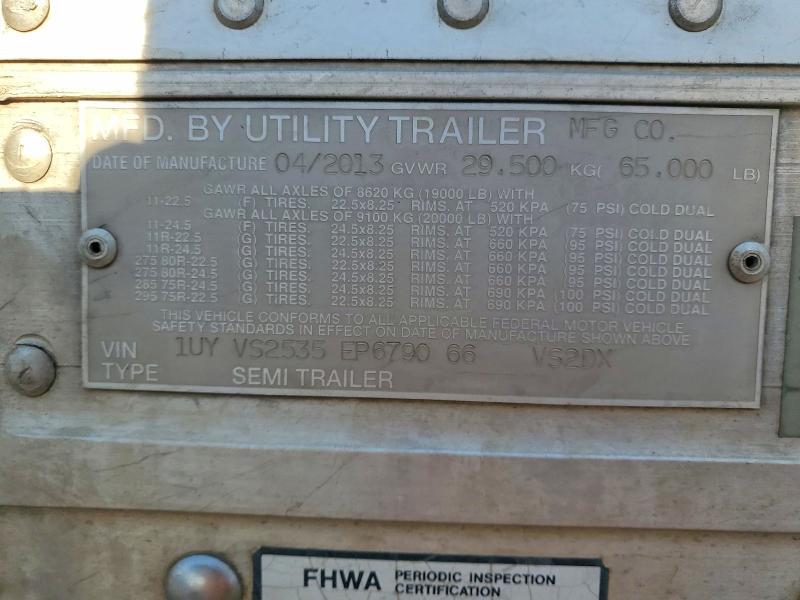 MFD. BY UTILITY TRAILER MFG CO.
DATE OF MANUFACTURE 04/2013 GVWR 29.500 KG( 65.000 LB)
GAWR ALL AXLES OF 8620 KG (19000 LB) WITH
11-22.5 (F) TIRES. 22.5x8.25 RIMS. AT 520 KPA (75 PSI) COLD DUAL
GAWR ALL AXLES OF 9100 KG (20000 LB) WITH
11-24.5 (F) TIRES. 24.5x8.25 RIMS. AT 520 KPA (75 PSI) COLD DUAL
11R-22.5 (G) TIRES. 22.5x8.25 RIMS. AT 660 KPA (95 PSI) COLD DUAL
11R-24.5 (G) TIRES. 24.5x8.25 RIMS. AT 660 KPA (95 PSI) COLD DUAL
275 80R-22.5 (G) TIRES. 22.5x8.25 RIMS. AT 660 KPA (95 PSI) COLD DUAL
275 80R-24.5 (G) TIRES. 24.5x8.25 RIMS. AT 660 KPA (95 PSI) COLD DUAL
285 75R-24.5 (G) TIRES. 24.5x8.25 RIMS. AT 690 KPA (100 PSI) COLD DUAL
295 75R-22.5 (G) TIRES. 22.5x8.25 RIMS. AT 690 KPA (100 PSI) COLD DUAL
THIS VEHICLE CONFORMS TO ALL APPLICABLE FEDERAL MOTOR VEHICLE
SAFETY STANDARDS IN EFFECT ON DATE OF MANUFACTURE SHOWN ABOVE
VIN 1UY VS2535 EP6790 66 VS2DX
TYPE SEMI TRAILER
FHWA PERIODIC INSPECTION
CERTIFICATION